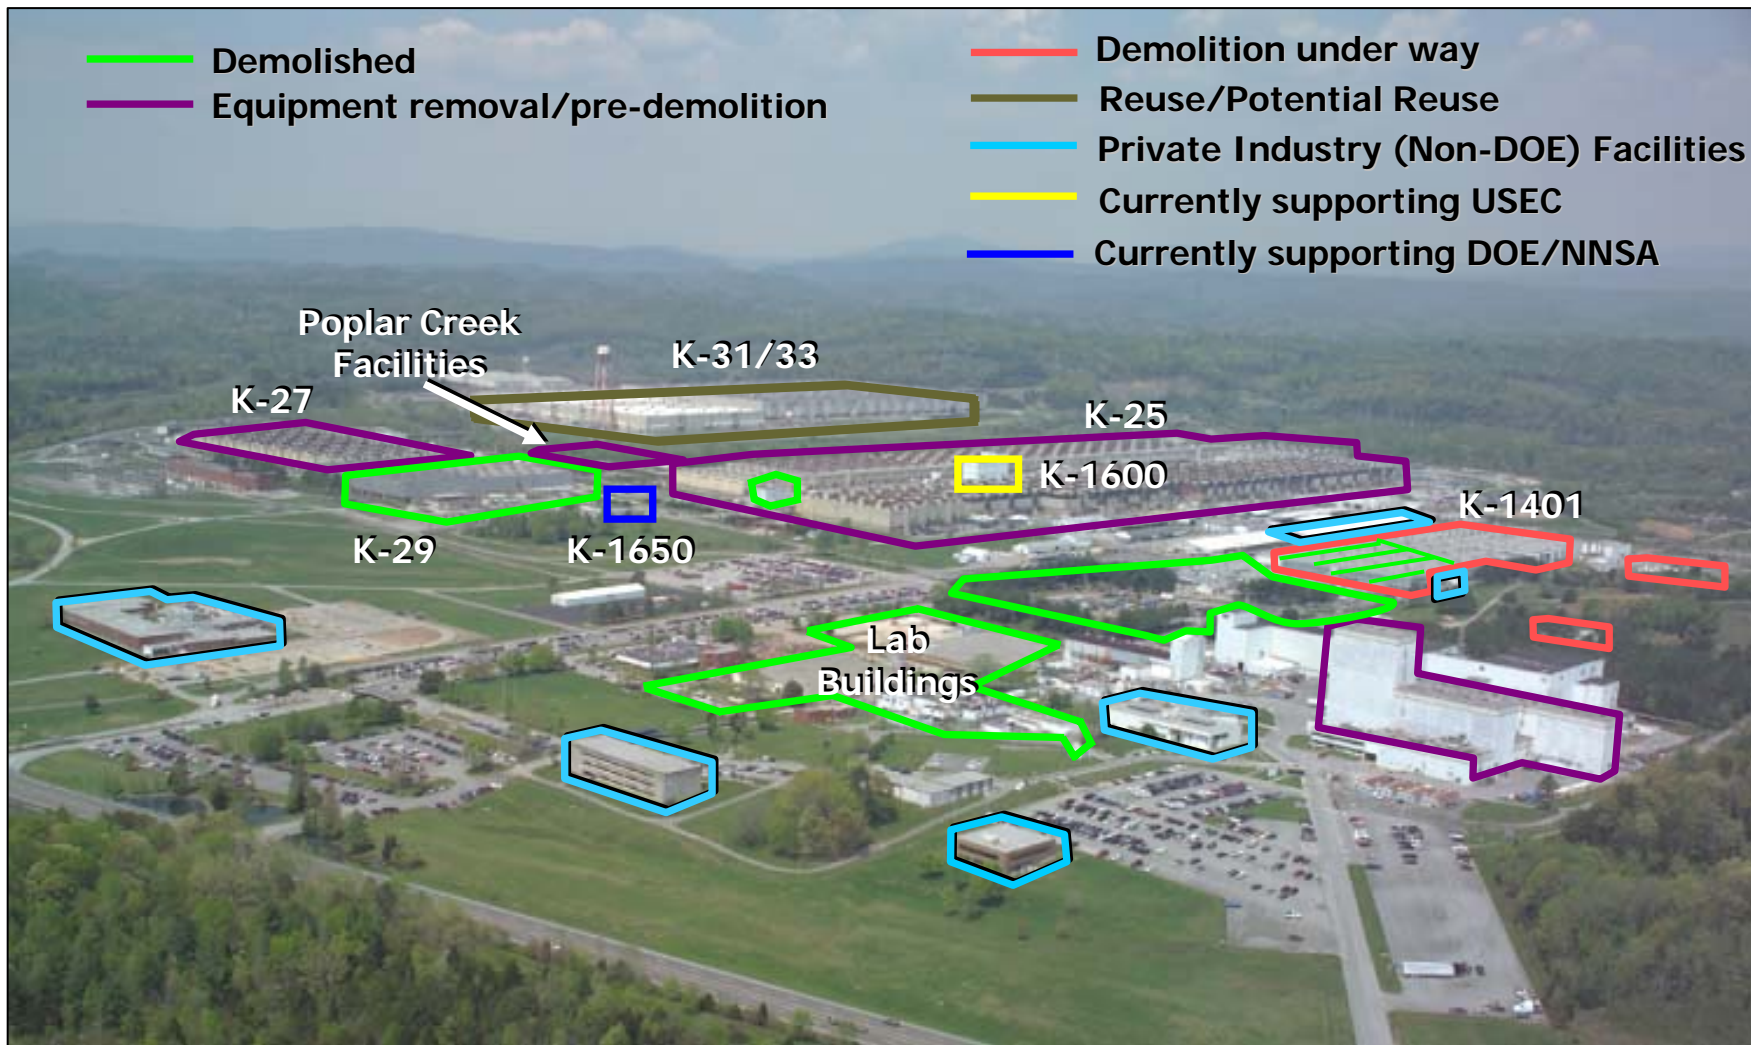 Demolished
Equipment removal/pre-demolition
Demolition under way
Reuse/Potential Reuse
Private Industry (Non-DOE) Facilities
Currently supporting USEC
Currently supporting DOE/NNSA
Poplar Creek
Facilities
K-31/33
K-27
K-25
K-1600
K-1401
K-29
K-1650
Lab
Buildings